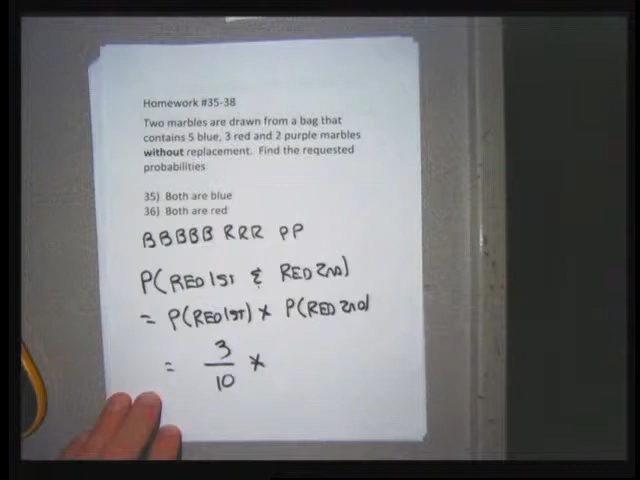 Homework #35-38
Two marbles are drawn from a bag that
contains 5 blue, 3 red and 2 purple marbles
without replacement. Find the requested
probabilities
35) Both are blue
36) Both are red
BBBBB RRR PP
P(RED 1ST & RED 2ND)
= P(RED 1ST) × P(RED 2ND)
= 3/10 ×